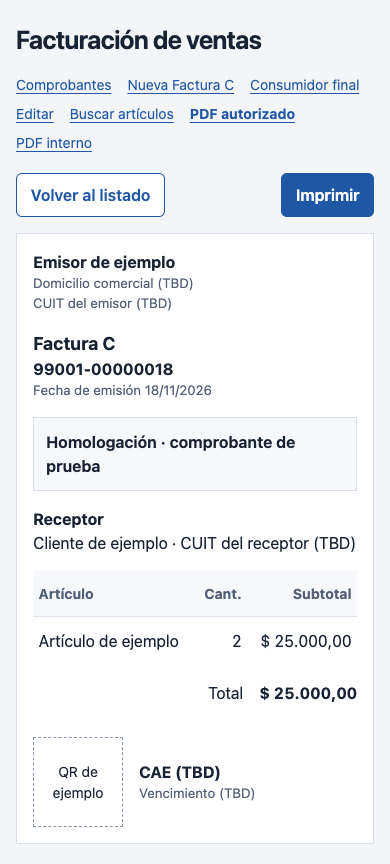 Facturación de ventas
Comprobantes Nueva Factura C Consumidor final
Editar Buscar artículos PDF autorizado
PDF interno
Volver al listado Imprimir
Emisor de ejemplo
Domicilio comercial (TBD)
CUIT del emisor (TBD)
Factura C
99001-00000018
Fecha de emisión 18/11/2026
Homologación · comprobante de
prueba
Receptor
Cliente de ejemplo · CUIT del receptor (TBD)
Artículo Cant. Subtotal
Artículo de ejemplo 2 $ 25.000,00
Total $ 25.000,00
QR de
ejemplo
CAE (TBD)
Vencimiento (TBD)